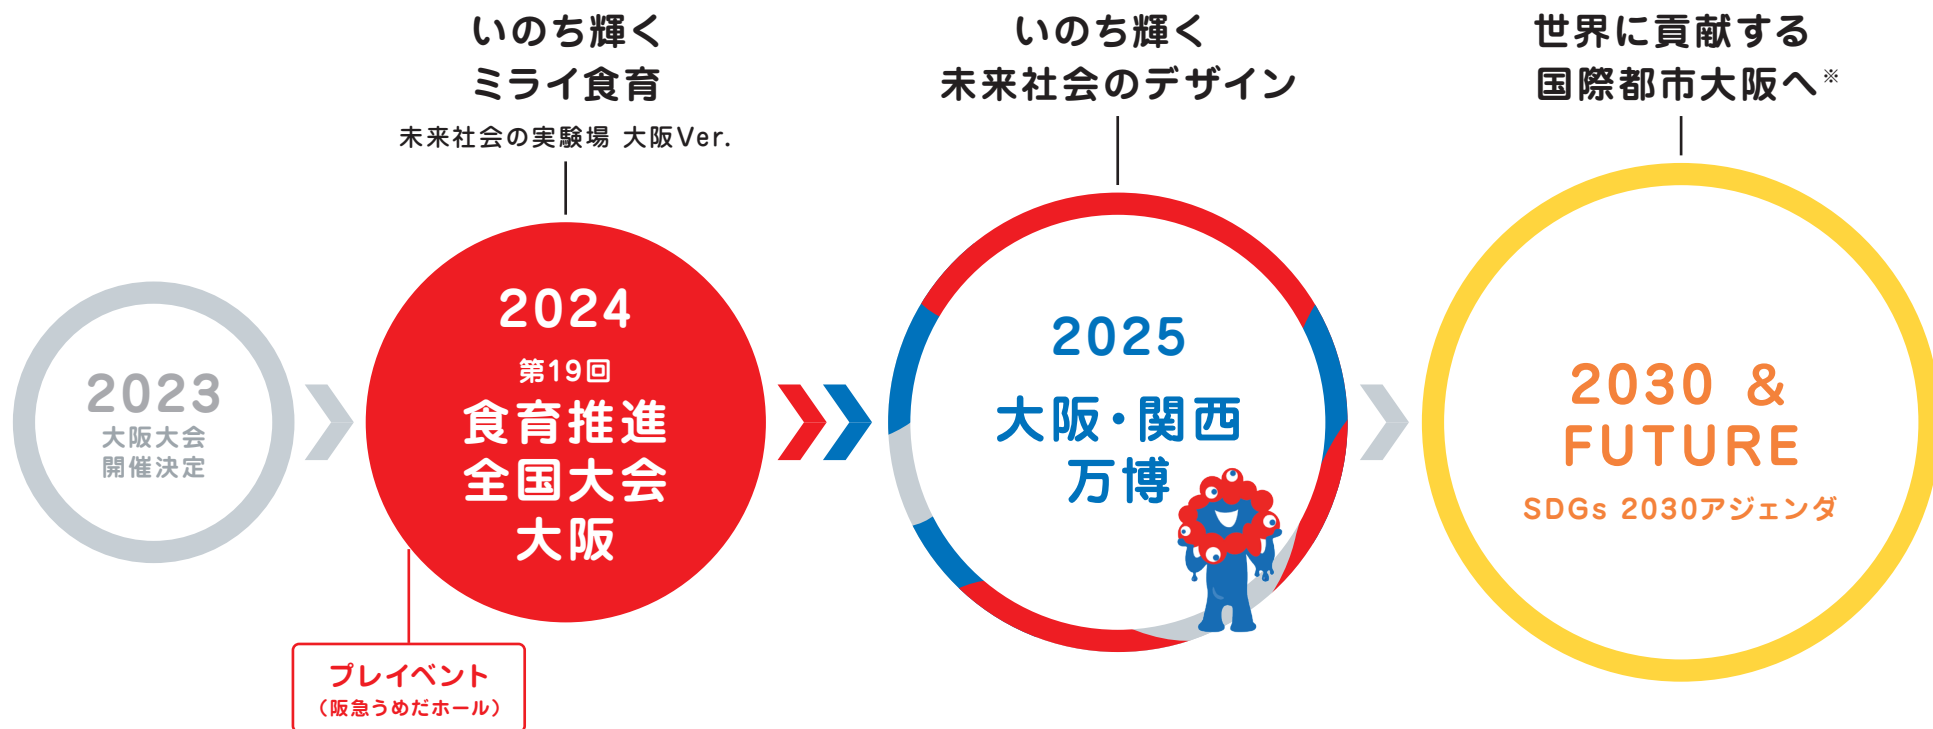 いのち輝く
ミライ食育
未来社会の実験場 大阪Ver.
いのち輝く
未来社会のデザイン
世界に貢献する
国際都市大阪へ※
2023
大阪大会
開催決定
2024
第19回
食育推進
全国大会
大阪
プレイベント
（阪急うめだホール）
2025
大阪・関西
万博
2030 &
FUTURE
SDGs 2030アジェンダ